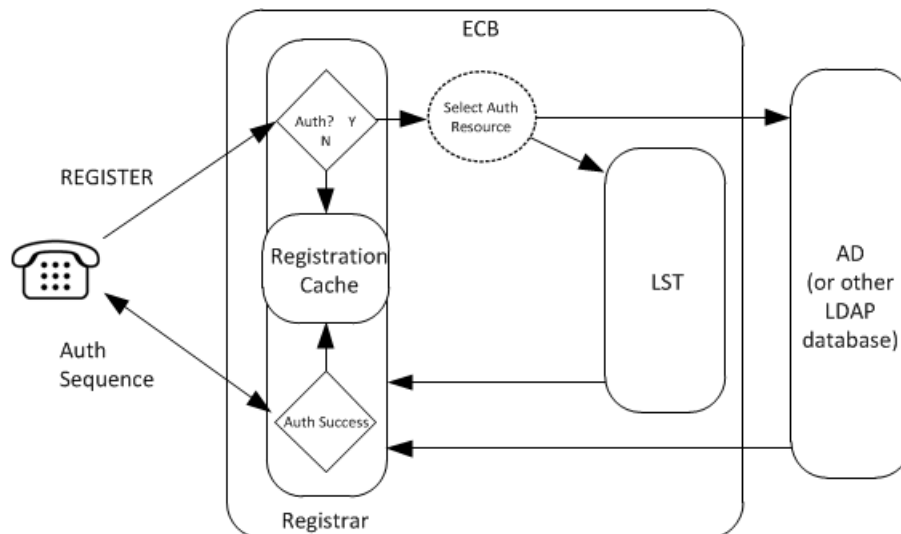 ECB
Auth? Y
N
Select Auth
Resource
REGISTER
Registration
Cache
LST
AD
(or other
LDAP
database)
Auth
Sequence
Auth Success
Registrar